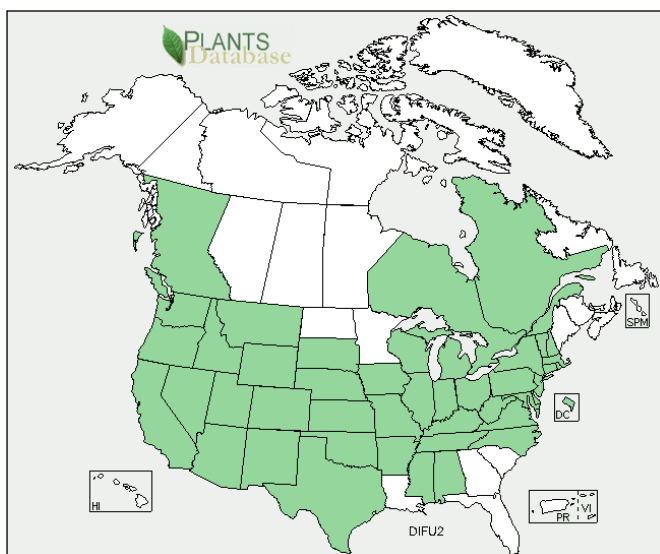 PLANTS
Database
SPM
DC
HI
PR
VI
DIFU2